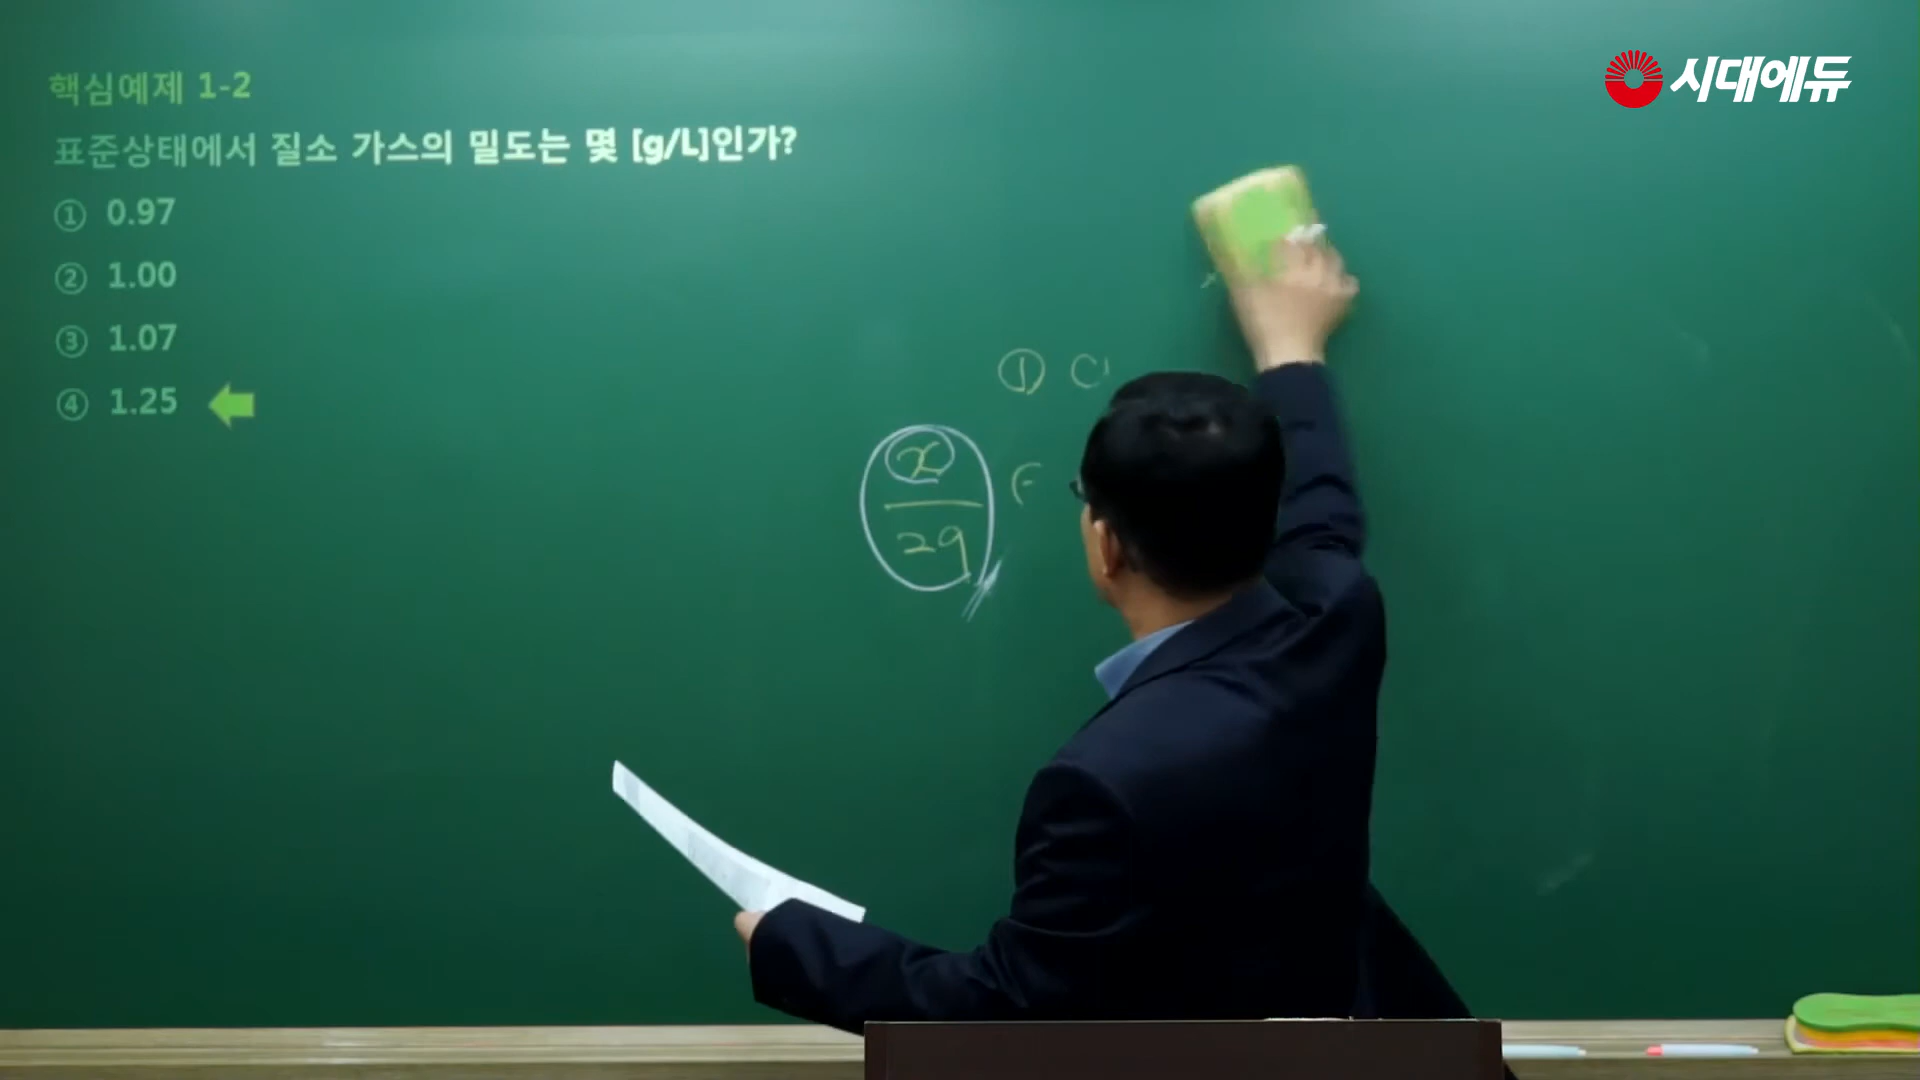 시대에듀
핵심예제 1-2
표준상태에서 질소 가스의 밀도는 몇 [g/L]인가?
① 0.97
② 1.00
③ 1.07
④ 1.25
① C
x
29